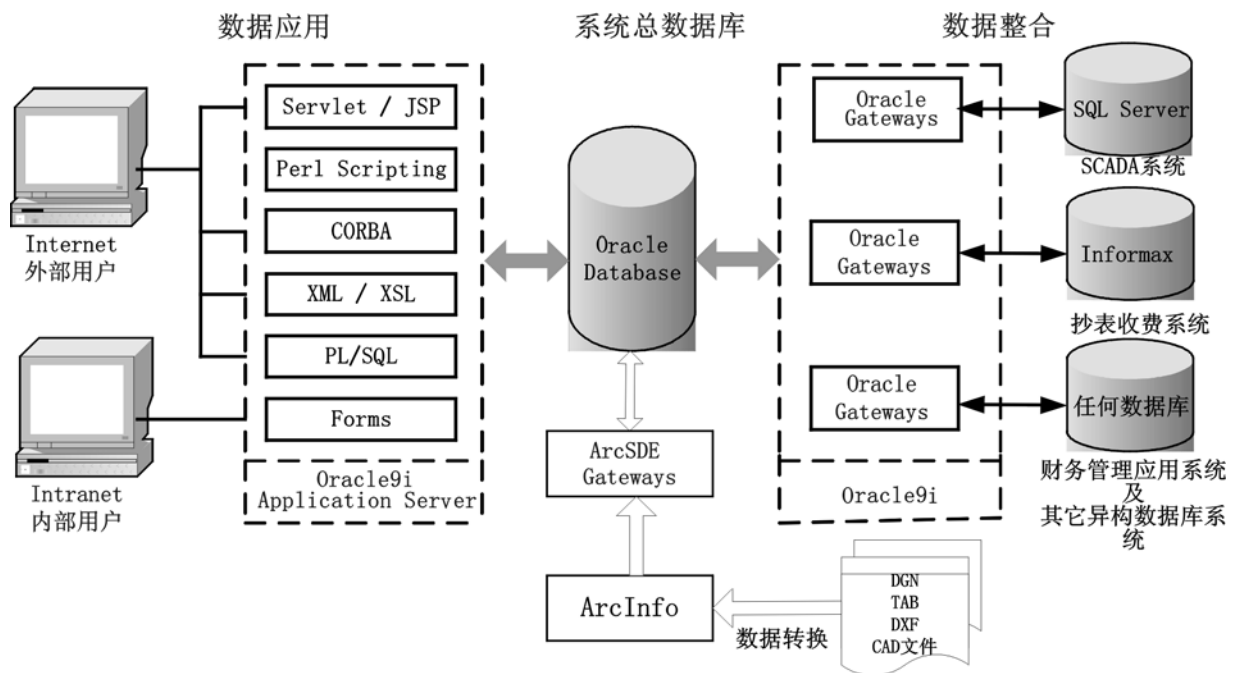 数据应用
系统总数据库
数据整合
Internet
外部用户
Intranet
内部用户
Servlet / JSP
Perl Scripting
CORBA
XML / XSL
PL/SQL
Forms
Oracle9i
Application Server
Oracle
Database
ArcSDE
Gateways
ArcInfo
数据转换
DGN
TAB
DXF
CAD文件
Oracle
Gateways
Oracle
Gateways
Oracle
Gateways
Oracle9i
SQL Server
SCADA系统
Informax
抄表收费系统
任何数据库
财务管理应用系统
及
其它异构数据库系
统